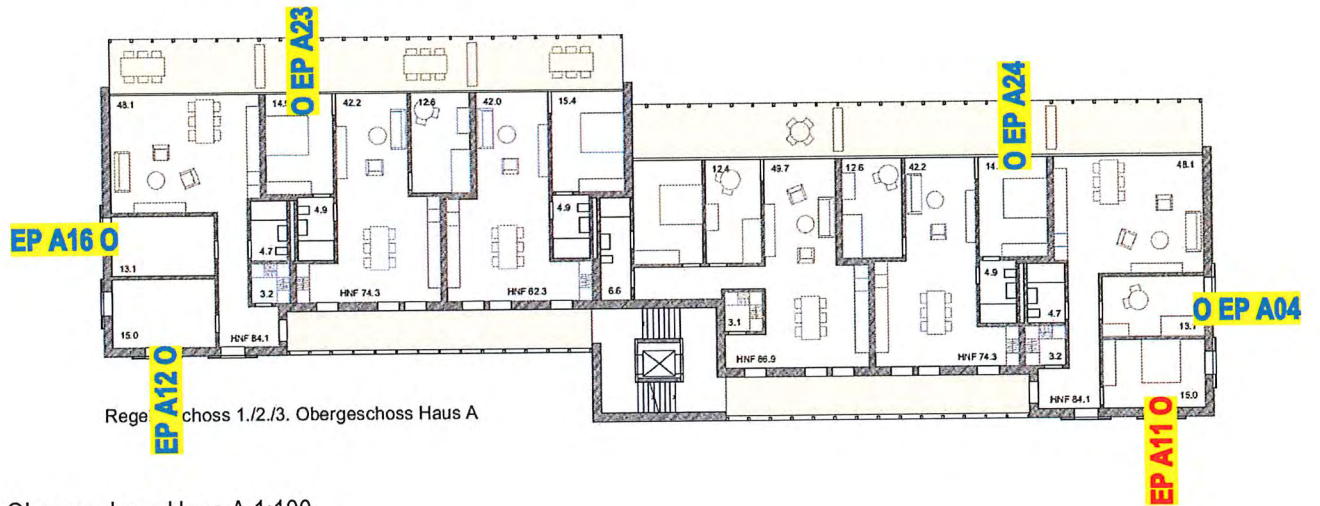 O EP A23
O EP A24
48.1
14.9
42.2
12.6
42.0
15.4
12.4
49.7
12.6
42.2
14.
48.1
4.9
4.7
4.9
6.6
4.9
4.7
EP A16 O
13.1
3.2
HNF 74.3
HNF 62.3
3.1
O EP A04
13.1
15.0
HNF 84.1
HNF 86.9
HNF 74.3
3.2
HNF 84.1
15.0
EP A12 O
EP A11 O
Rege schoss 1./2./3. Obergeschoss Haus A